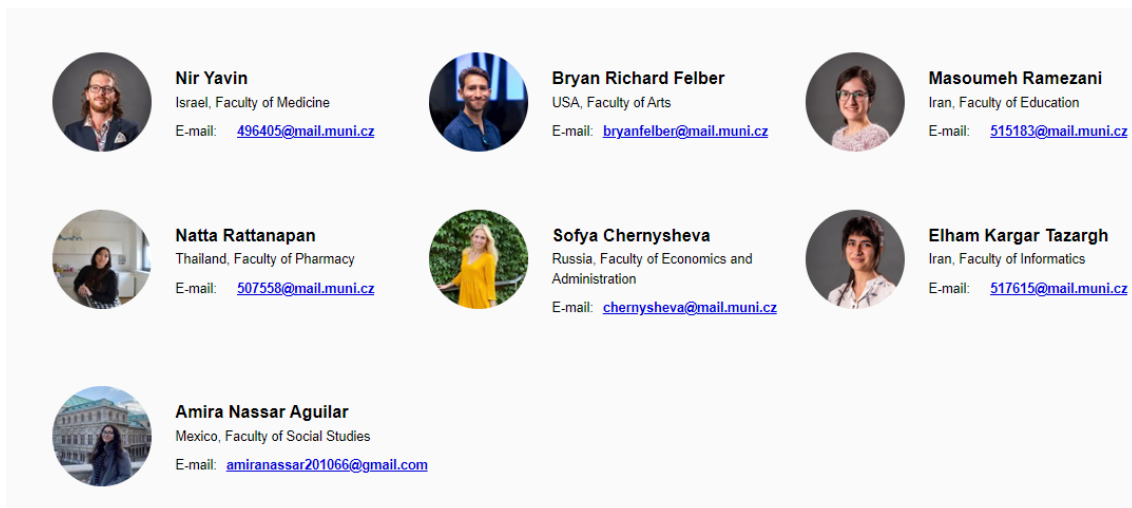 Nir Yavin
Israel, Faculty of Medicine
E-mail: 496405@mail.muni.cz
Bryan Richard Felber
USA, Faculty of Arts
E-mail: bryanfelber@mail.muni.cz
Masoumeh Ramezani
Iran, Faculty of Education
E-mail: 515183@mail.muni.cz
Natta Rattanapan
Thailand, Faculty of Pharmacy
E-mail: 507558@mail.muni.cz
Sofya Chernysheva
Russia, Faculty of Economics and
Administration
E-mail: chernysheva@mail.muni.cz
Elham Kargar Tazargh
Iran, Faculty of Informatics
E-mail: 517615@mail.muni.cz
Amira Nassar Aguilar
Mexico, Faculty of Social Studies
E-mail: amiranassar201066@gmail.com